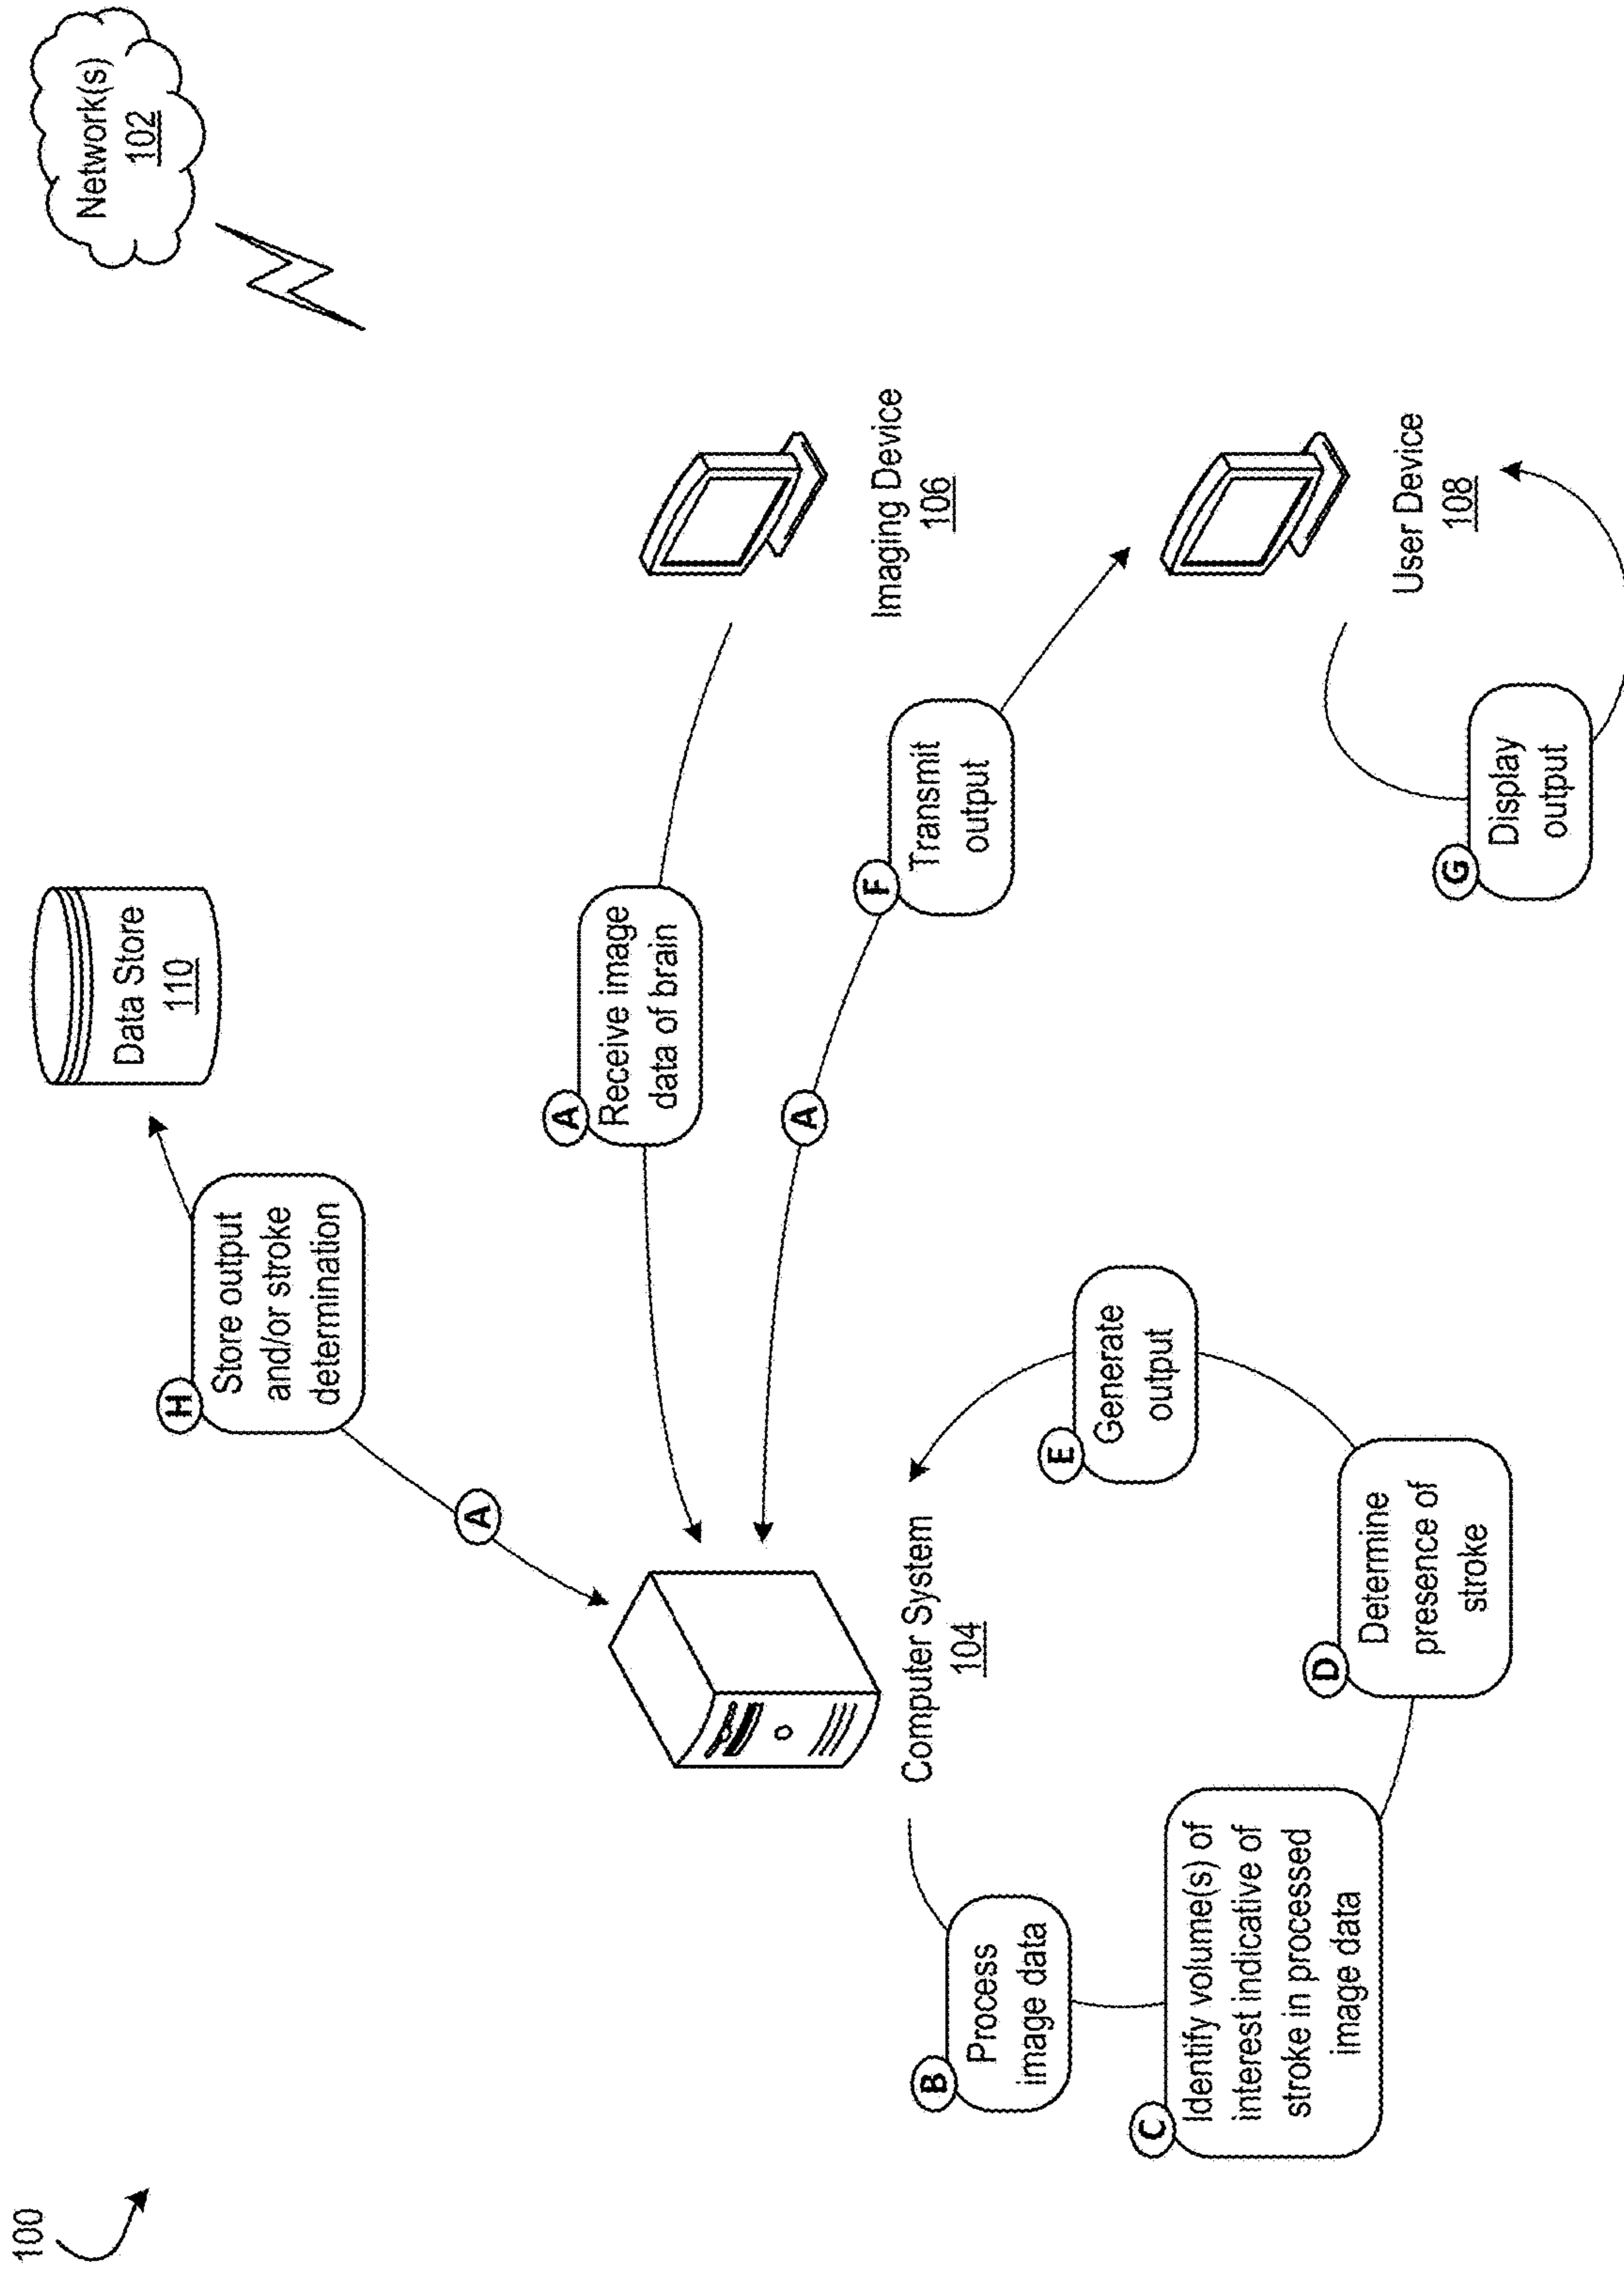 100
Network(s)
102
Data Store
110
H
Store output
and/or stroke
determination
A
A
Receive image
data of brain
Imaging Device
106
A
F
Transmit
output
Computer System
104
User Device
108
B
Process
image data
C
Identify volume(s) of
interest indicative of
stroke in processed
image data
D
Determine
presence of
stroke
E
Generate
output
G
Display
output